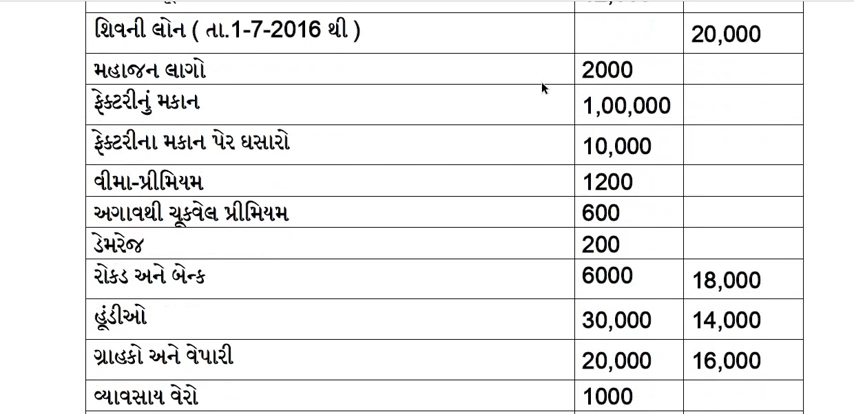 શિવની લોન ( તા.1-7-2016 થી ) 20,000
મહાજન લાગો 2000
ફેક્ટરીનું મકાન 1,00,000
ફેક્ટરીના મકાન પેર ઘસારો 10,000
વીમા-પ્રીમિયમ 1200
અગાવથી ચૂકવેલ પ્રીમિયમ 600
ડેમરેજ 200
રોકડ અને બેન્ક 6000 18,000
હૂંડીઓ 30,000 14,000
ગ્રાહકો અને વેપારી 20,000 16,000
વ્યાવસાય વેરો 1000